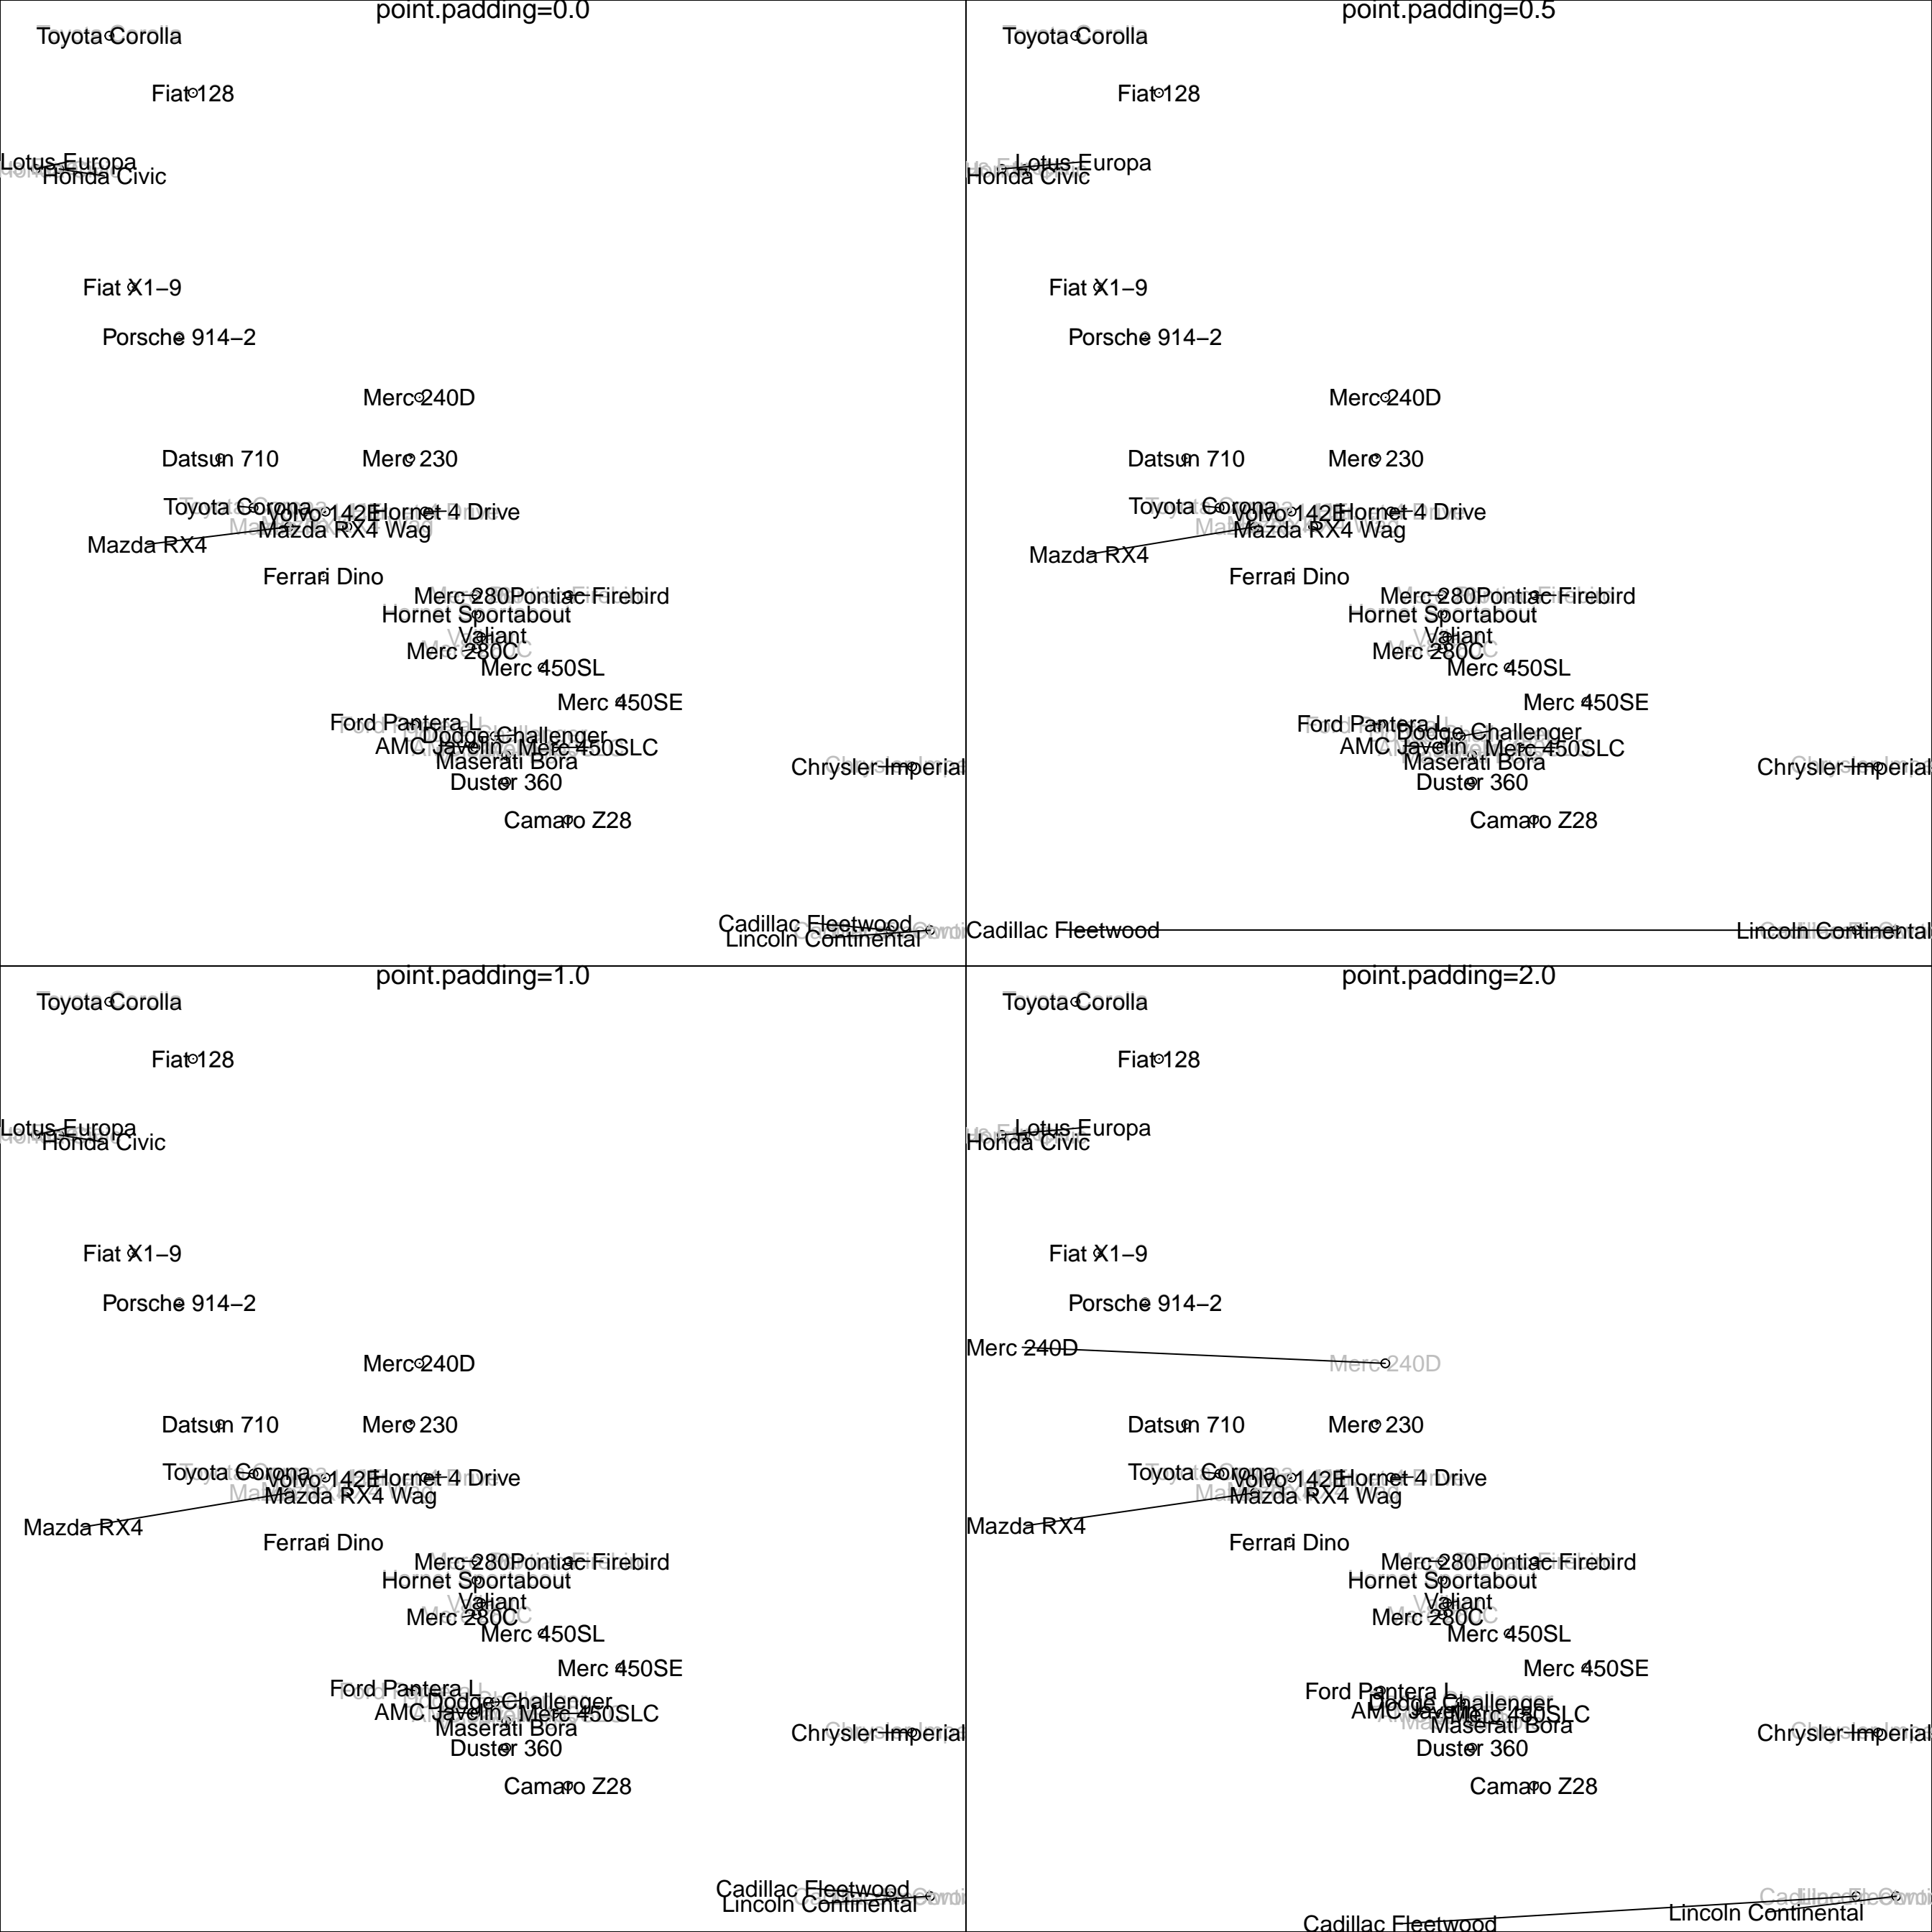 point.padding=0.0
Toyota Corolla
Fiat 128
Lotus Europa
Honda Civic
Fiat X1−9
Porsche 914−2
Merc 240D
Datsun 710
Merc 230
Toyota Corona
Volvo 142E
Hornet 4 Drive
Mazda RX4 Wag
Mazda RX4
Ferrari Dino
Merc 280
Pontiac Firebird
Hornet Sportabout
Valiant
Merc 280C
Merc 450SL
Merc 450SE
Ford Pantera L
Dodge Challenger
AMC Javelin
Merc 450SLC
Maserati Bora
Chrysler Imperial
Duster 360
Camaro Z28
Cadillac Fleetwood
Lincoln Continental
point.padding=0.5
Toyota Corolla
Fiat 128
Lotus Europa
Honda Civic
Fiat X1−9
Porsche 914−2
Merc 240D
Datsun 710
Merc 230
Toyota Corona
Volvo 142E
Hornet 4 Drive
Mazda RX4 Wag
Mazda RX4
Ferrari Dino
Merc 280
Pontiac Firebird
Hornet Sportabout
Valiant
Merc 280C
Merc 450SL
Merc 450SE
Ford Pantera L
Dodge Challenger
AMC Javelin
Merc 450SLC
Maserati Bora
Chrysler Imperial
Duster 360
Camaro Z28
Cadillac Fleetwood
Lincoln Continental
point.padding=1.0
Toyota Corolla
Fiat 128
Lotus Europa
Honda Civic
Fiat X1−9
Porsche 914−2
Merc 240D
Datsun 710
Merc 230
Toyota Corona
Volvo 142E
Hornet 4 Drive
Mazda RX4 Wag
Mazda RX4
Ferrari Dino
Merc 280
Pontiac Firebird
Hornet Sportabout
Valiant
Merc 280C
Merc 450SL
Merc 450SE
Ford Pantera L
Dodge Challenger
AMC Javelin
Merc 450SLC
Maserati Bora
Chrysler Imperial
Duster 360
Camaro Z28
Cadillac Fleetwood
Lincoln Continental
point.padding=2.0
Toyota Corolla
Fiat 128
Lotus Europa
Honda Civic
Fiat X1−9
Porsche 914−2
Merc 240D
Merc 240D
Datsun 710
Merc 230
Toyota Corona
Volvo 142E
Hornet 4 Drive
Mazda RX4 Wag
Mazda RX4
Ferrari Dino
Merc 280
Pontiac Firebird
Hornet Sportabout
Valiant
Merc 280C
Merc 450SL
Merc 450SE
Ford Pantera L
Dodge Challenger
AMC Javelin
Merc 450SLC
Maserati Bora
Chrysler Imperial
Duster 360
Camaro Z28
Lincoln Continental
Cadillac Fleetwood